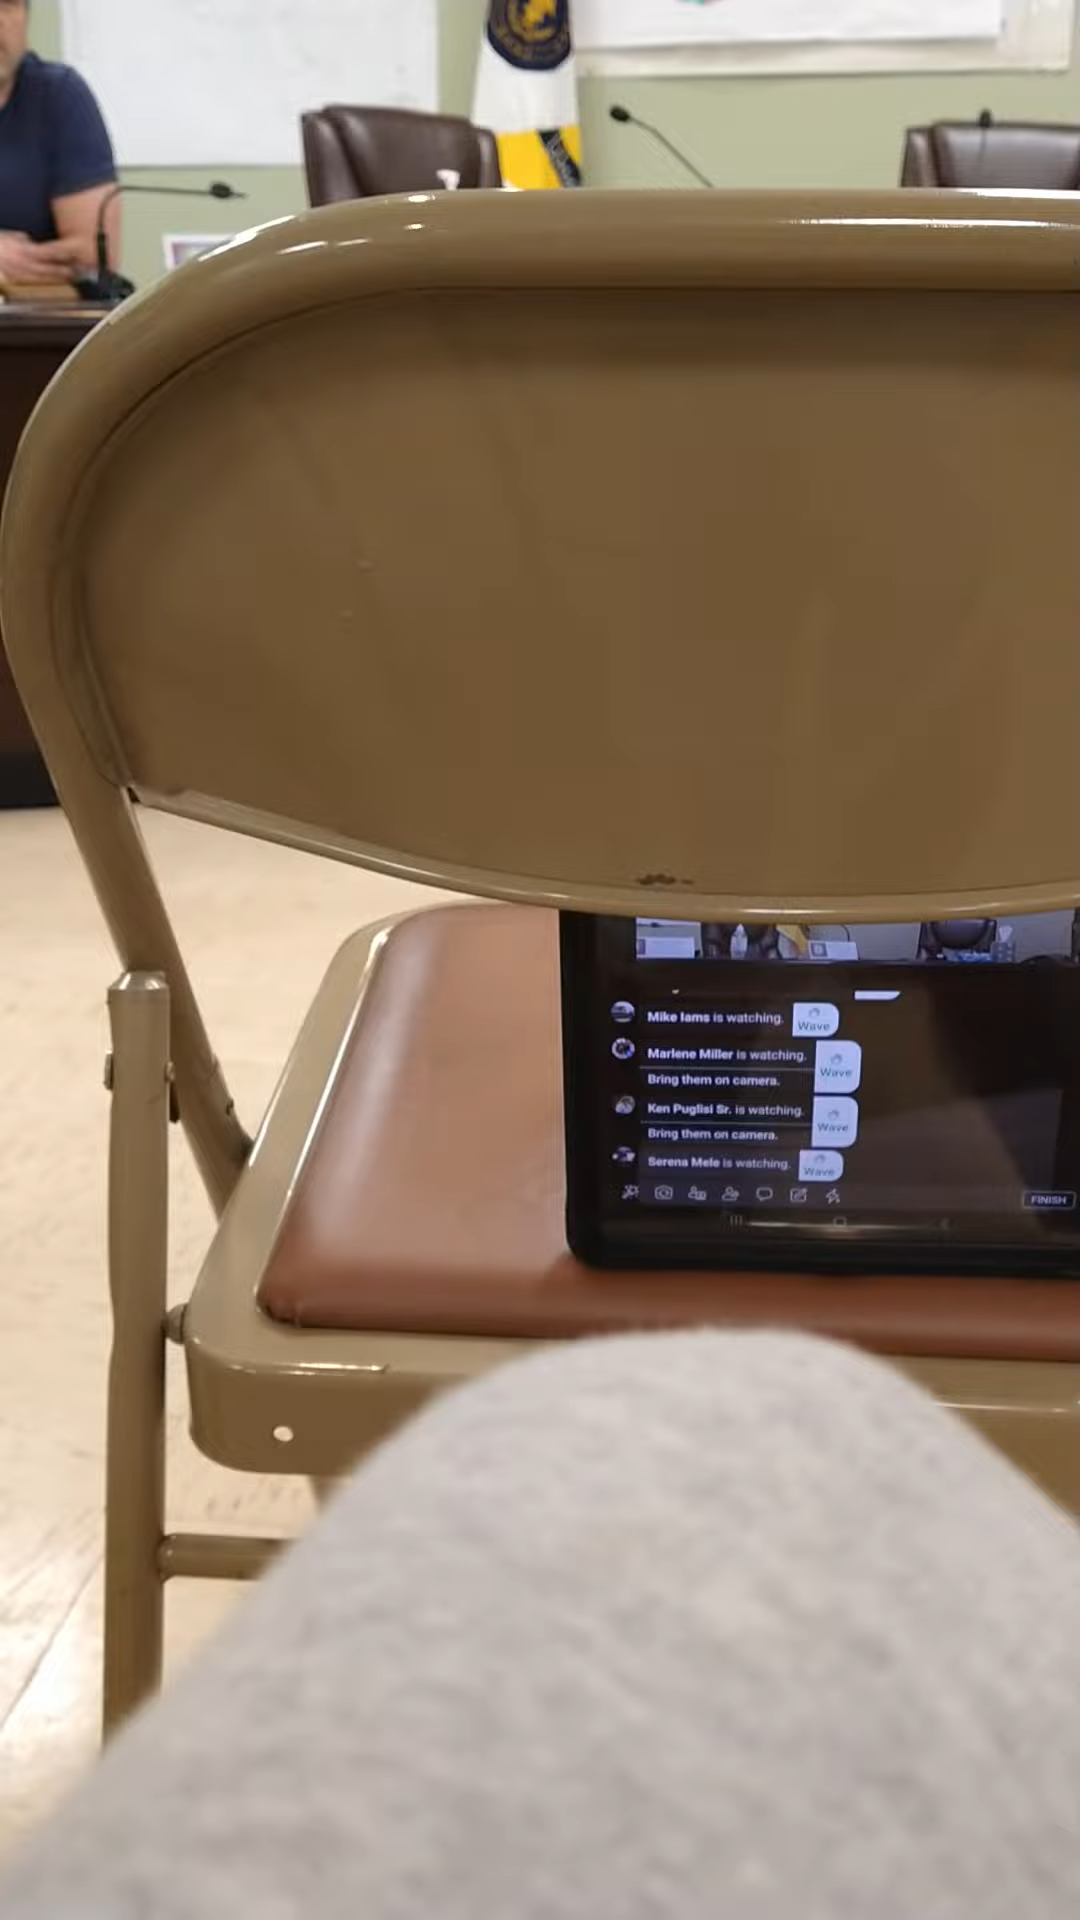 Mike Iams is watching.
Wave
Marlene Miller is watching.
Bring them on camera.
Wave
Ken Puglisi Sr. is watching.
Bring them on camera.
Wave
Serena Mele is watching.
Wave
FINISH